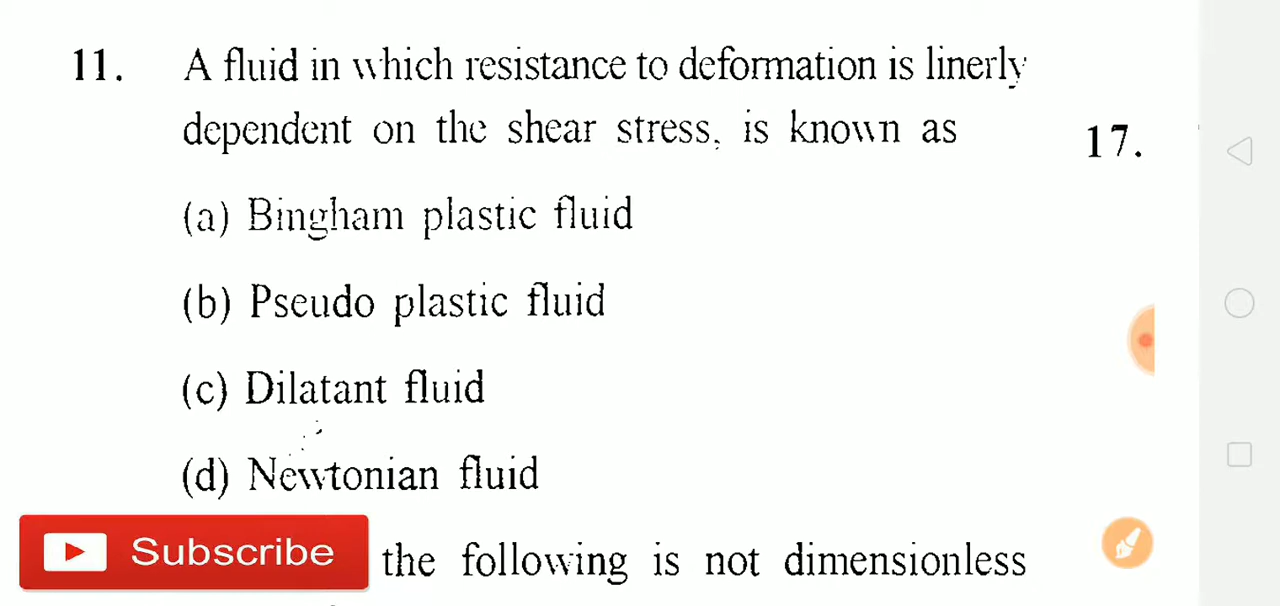 11. A fluid in which resistance to deformation is linerly
dependent on the shear stress, is known as
17.
(a) Bingham plastic fluid
(b) Pseudo plastic fluid
(c) Dilatant fluid
(d) Newtonian fluid
Subscribe
the following is not dimensionless